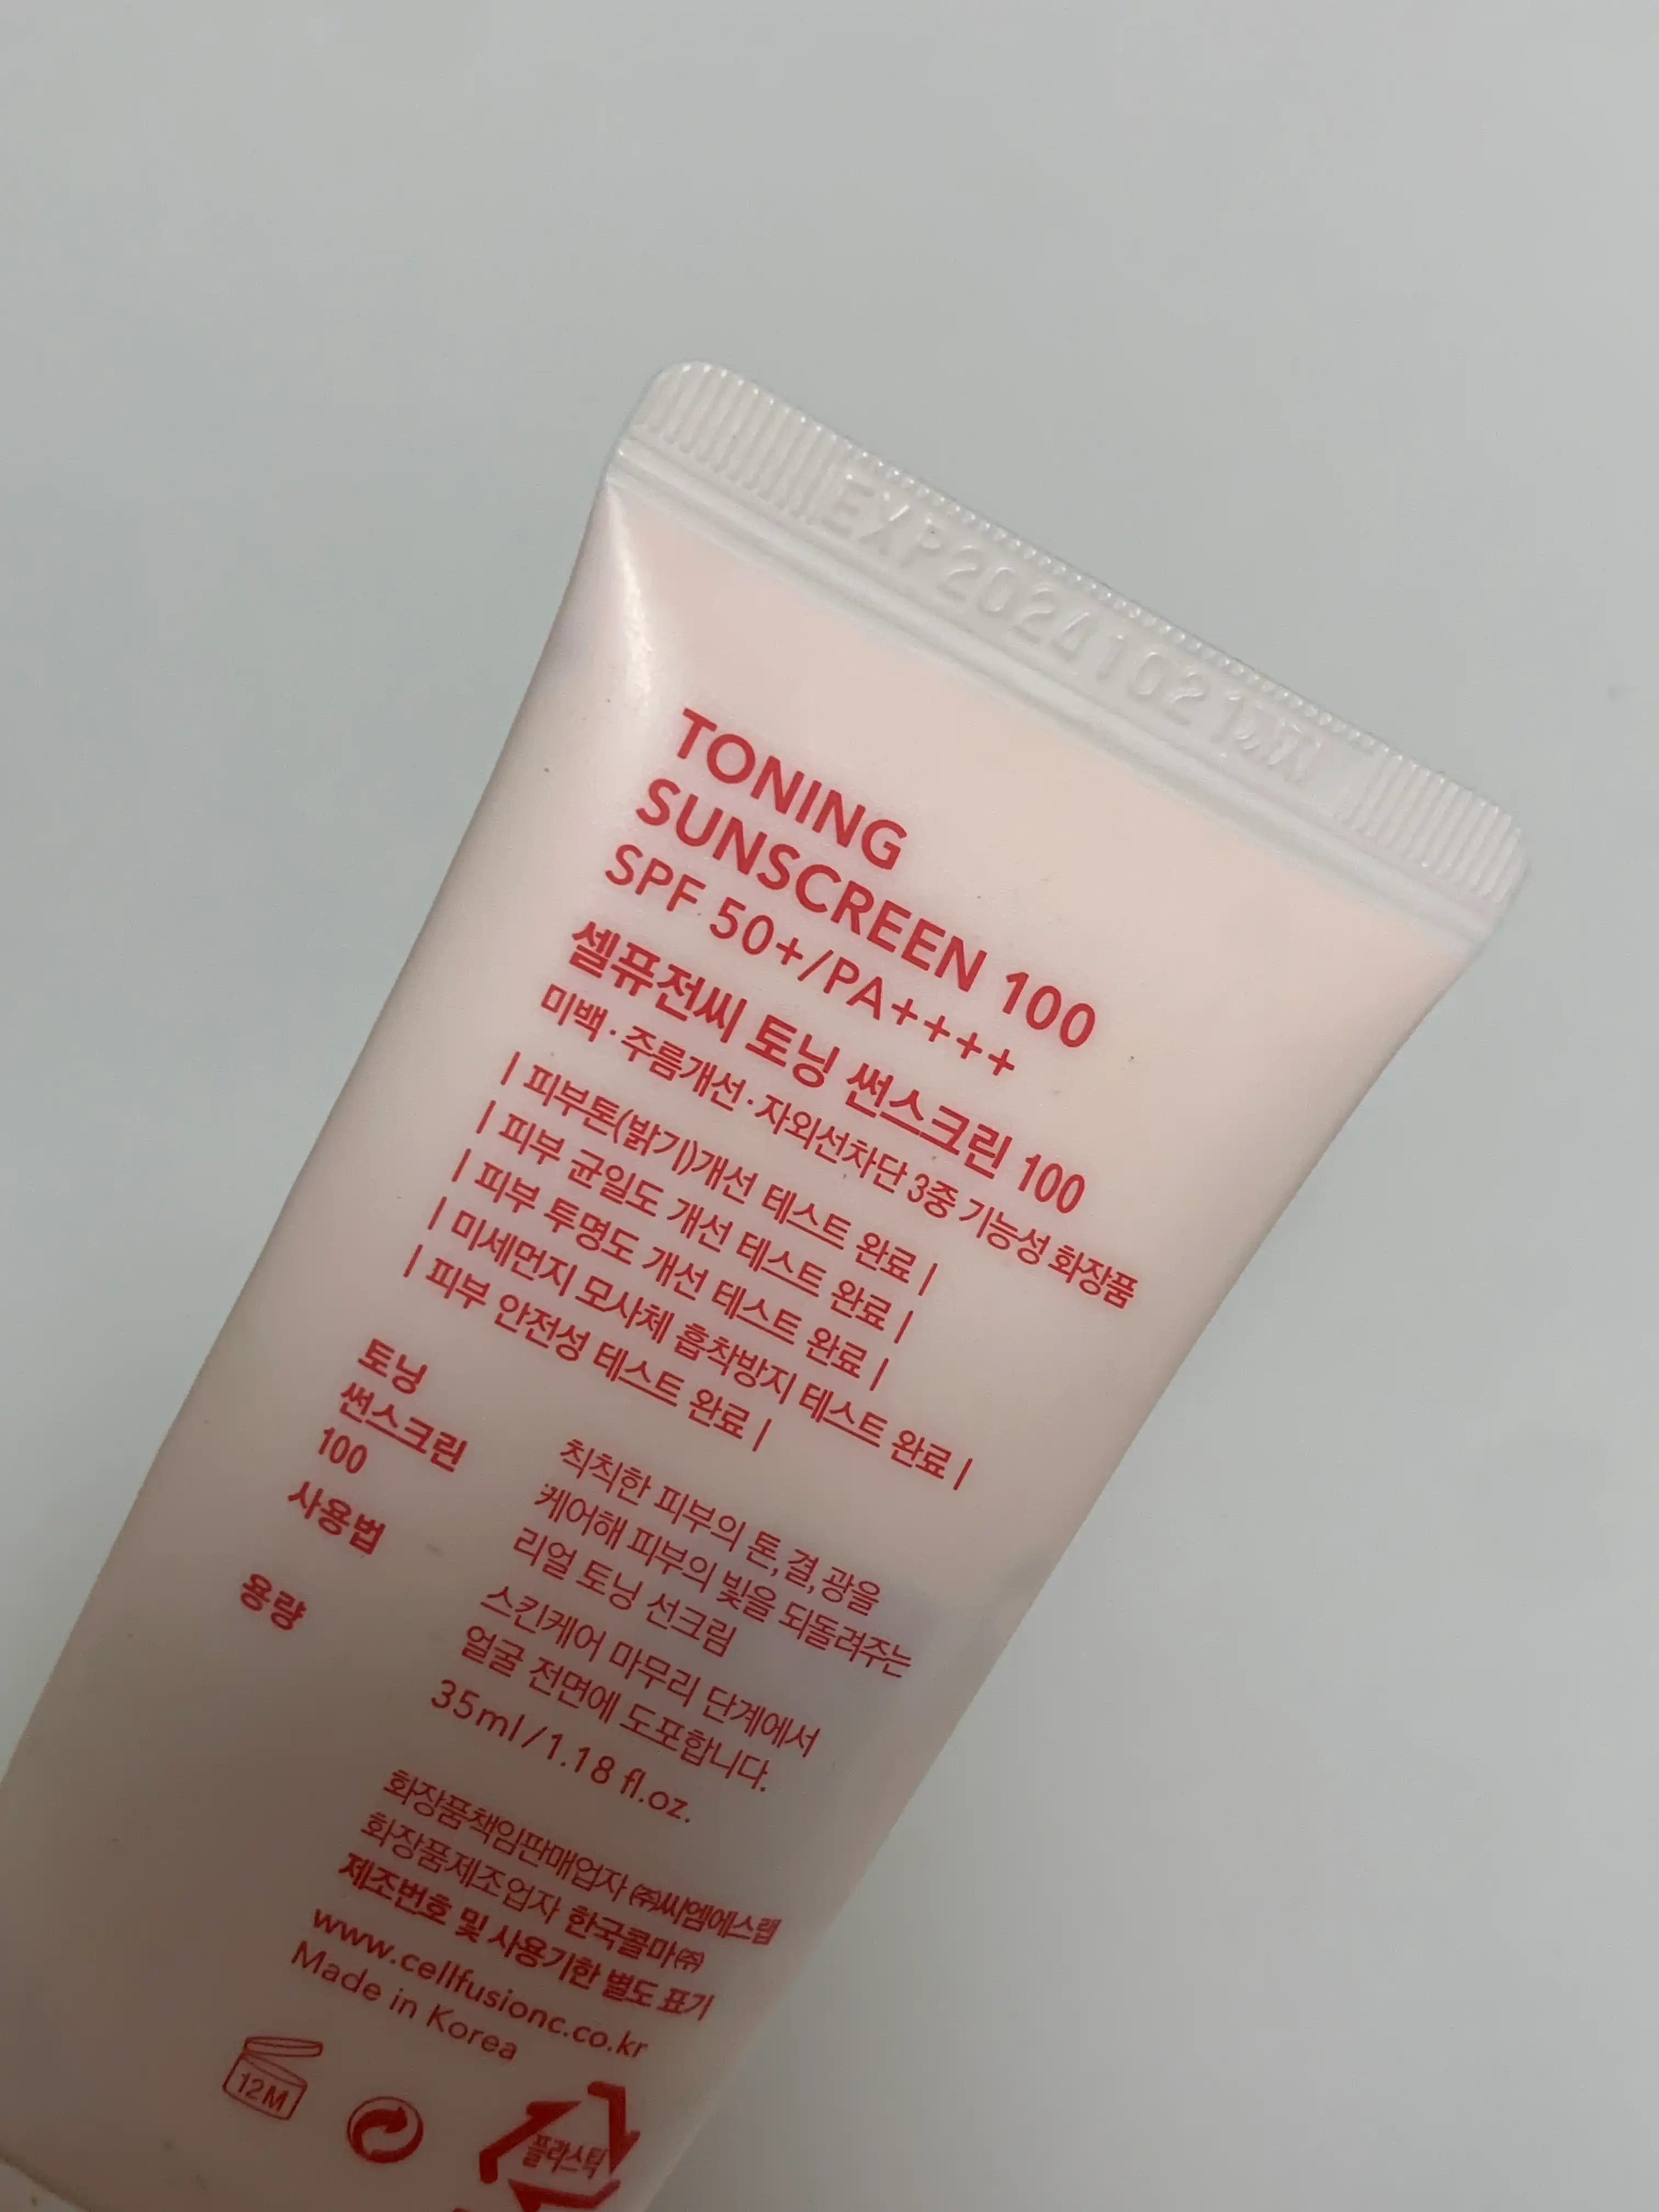 EXP20241021
TONING
SUNSCREEN 100
SPF 50+/PA++++
셀퓨전씨 토닝 썬스크린 100
미백·주름개선·자외선차단 3중 기능성 화장품
| 피부톤(밝기)개선 테스트 완료 |
| 피부 균일도 개선 테스트 완료 |
| 피부 투명도 개선 테스트 완료 |
| 미세먼지 모사체 흡착방지 테스트 완료 |
| 피부 안전성 테스트 완료 |
토닝
썬스크린
100
칙칙한 피부의 톤,결,광을
케어해 피부의 빛을 되돌려주는
리얼 토닝 선크림
사용법
스킨케어 마무리 단계에서
얼굴 전면에 도포합니다.
용량
35ml/1.18 fl.oz.
화장품책임판매업자 ㈜씨엠에스랩
화장품제조업자 한국콜마㈜
제조번호 및 사용기한 별도 표기
www.cellfusionc.co.kr
Made in Korea
12M
플라스틱